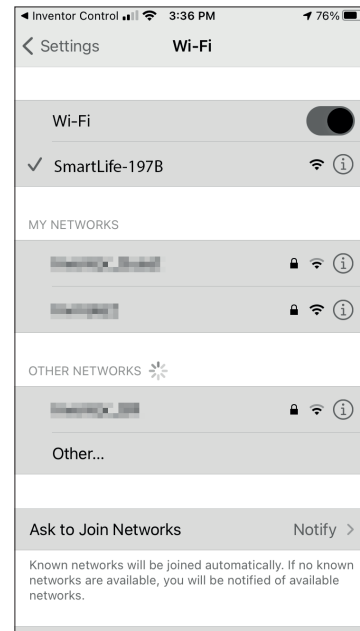 Inventor Control 3:36 PM 76%
Settings Wi-Fi
Wi-Fi
SmartLife-197B
MY NETWORKS
OTHER NETWORKS
Other...
Ask to Join Networks Notify
Known networks will be joined automatically. If no known
networks are available, you will be notified of available
networks.